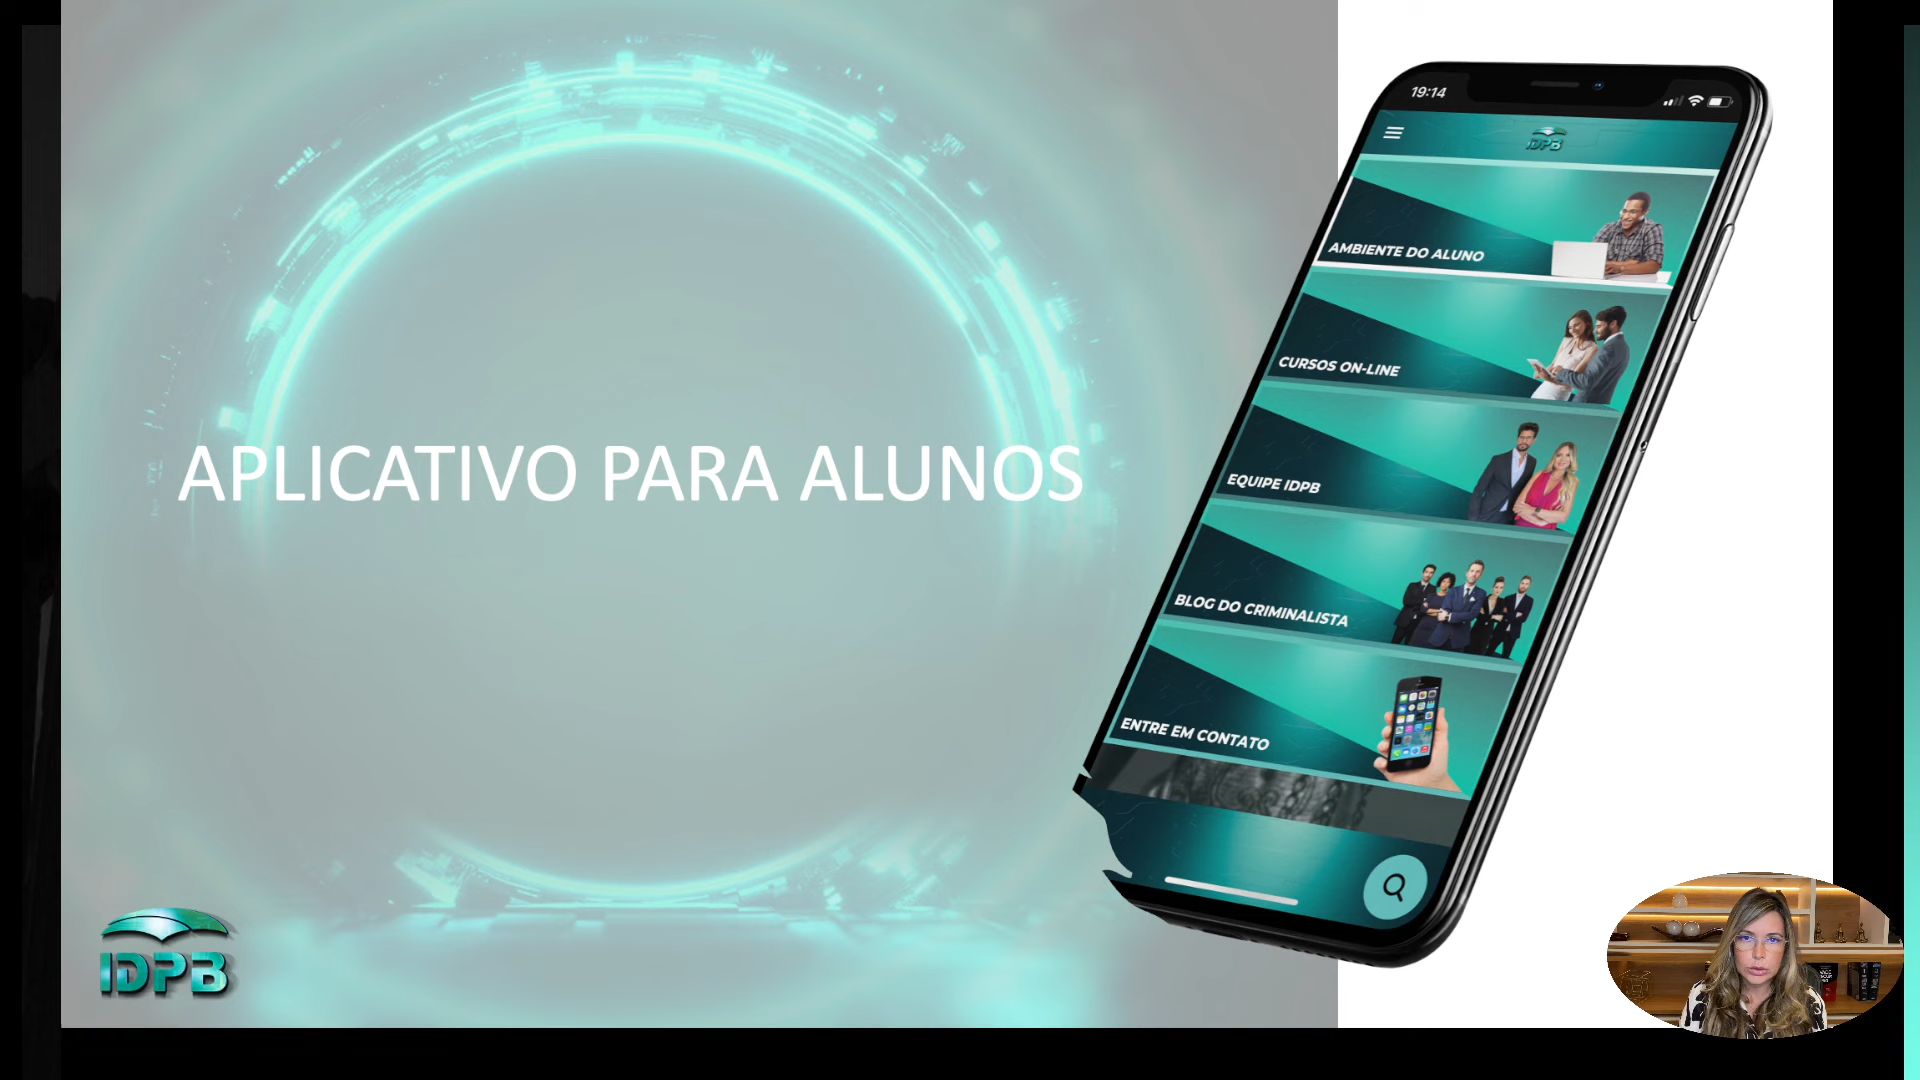 APLICATIVO PARA ALUNOS
IDPB
19:14
IDPB
AMBIENTE DO ALUNO
CURSOS ON-LINE
EQUIPE IDPB
BLOG DO CRIMINALISTA
ENTRE EM CONTATO